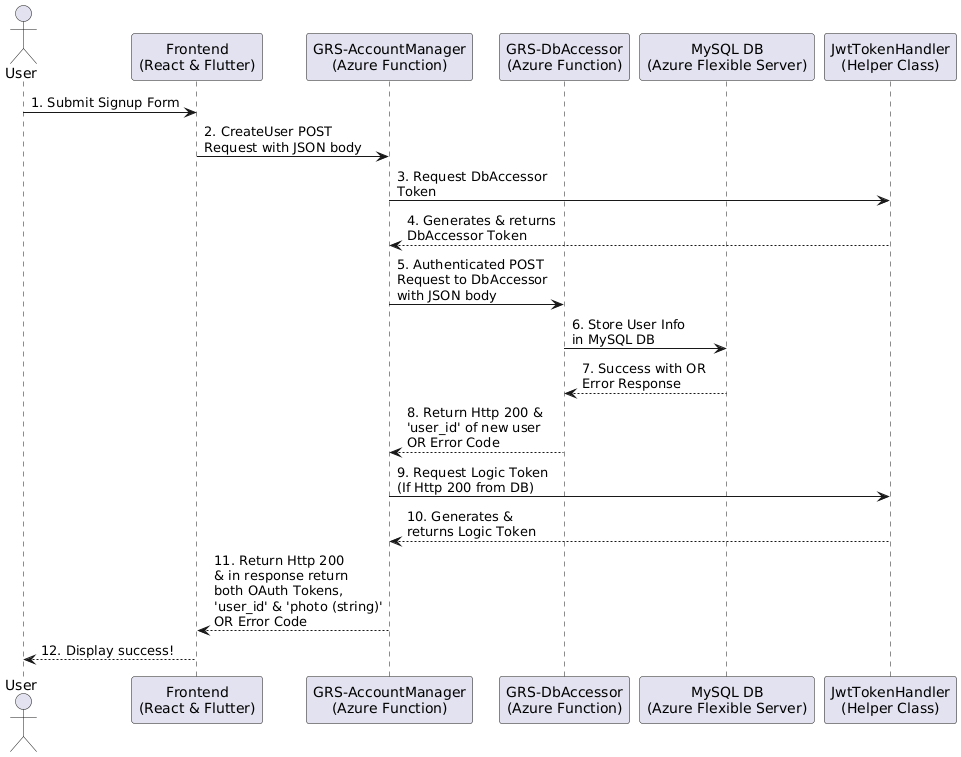 User
Frontend
(React & Flutter)
GRS-AccountManager
(Azure Function)
GRS-DbAccessor
(Azure Function)
MySQL DB
(Azure Flexible Server)
JwtTokenHandler
(Helper Class)
1. Submit Signup Form
2. CreateUser POST
Request with JSON body
3. Request DbAccessor
Token
4. Generates & returns
DbAccessor Token
5. Authenticated POST
Request to DbAccessor
with JSON body
6. Store User Info
in MySQL DB
7. Success with OR
Error Response
8. Return Http 200 &
'user_id' of new user
OR Error Code
9. Request Logic Token
(If Http 200 from DB)
10. Generates &
returns Logic Token
11. Return Http 200
& in response return
both OAuth Tokens,
'user_id' & 'photo (string)'
OR Error Code
12. Display success!
User
Frontend
(React & Flutter)
GRS-AccountManager
(Azure Function)
GRS-DbAccessor
(Azure Function)
MySQL DB
(Azure Flexible Server)
JwtTokenHandler
(Helper Class)